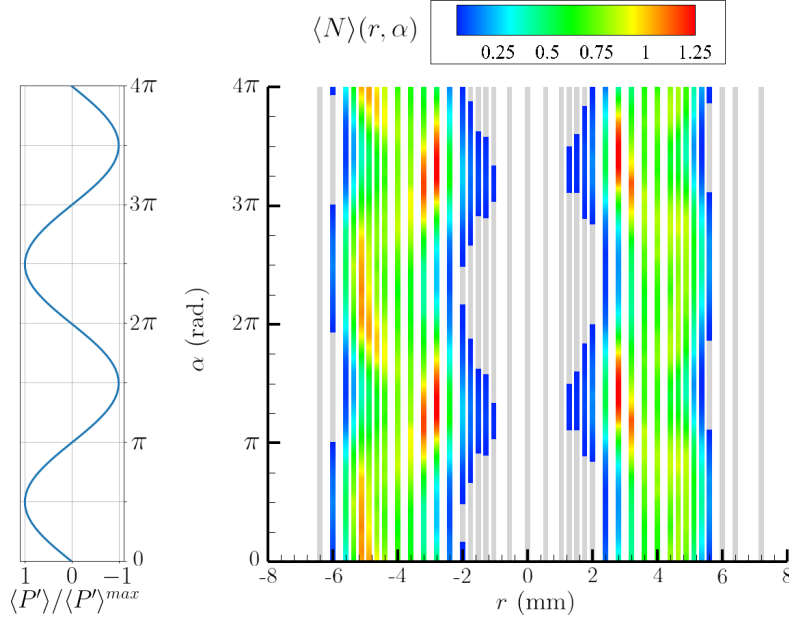 ⟨N⟩(r, α)
0.25 0.5 0.75 1 1.25
4π 4π
3π 3π
2π 2π
α (rad.)
π π
0 0
1 0 −1
-8 -6 -4 -2 0 2 4 6 8
⟨P′⟩/⟨P′⟩max
r (mm)